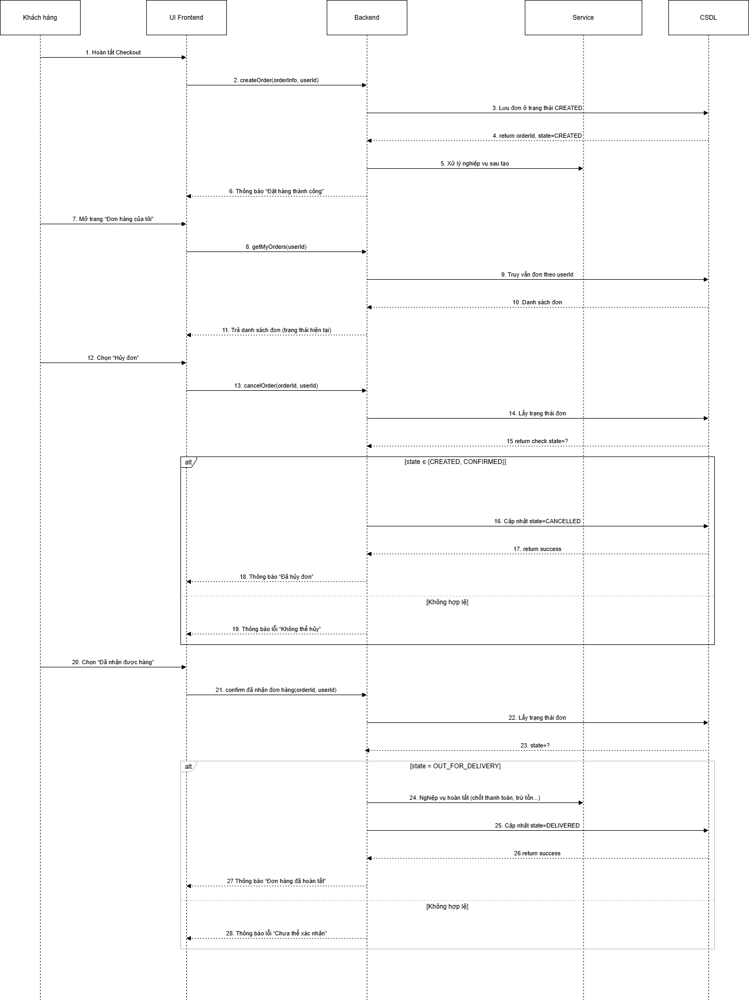 Khách hàng
UI Frontend
Backend
Service
CSDL
1. Hoàn tất Checkout
2. createOrder(orderInfo, userId)
3. Lưu đơn ở trạng thái CREATED
4. return orderId, state=CREATED
5. Xử lý nghiệp vụ sau tạo
6. Thông báo “Đặt hàng thành công”
7. Mở trang “Đơn hàng của tôi”
8. getMyOrders(userId)
9. Truy vấn đơn theo userId
10 .Danh sách đơn
11. Trả danh sách đơn (trạng thái hiện tại)
12. Chọn “Hủy đơn”
13. cancelOrder(orderId, userId)
14. Lấy trạng thái đơn
15 return check state=?
alt
[state ∈ {CREATED, CONFIRMED}]
16. Cập nhật state=CANCELLED
17. return success
18. Thông báo “Đã hủy đơn”
[Không hợp lệ]
19. Thông báo lỗi “Không thể hủy”
20. Chọn “Đã nhận được hàng”
21. confirm đã nhận đơn hàng(orderId, userId)
22. Lấy trạng thái đơn
23. state=?
alt
[state = OUT_FOR_DELIVERY]
24. Nghiệp vụ hoàn tất (chốt thanh toán, trừ tồn...)
25. Cập nhật state=DELIVERED
26 return success
27 Thông báo “Đơn hàng đã hoàn tất”
[Không hợp lệ]
28. Thông báo lỗi “Chưa thể xác nhận”